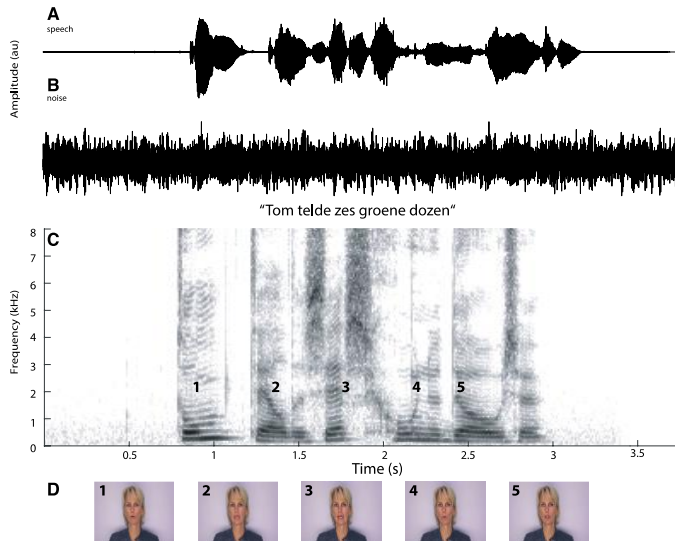 A
speech
Amplitude (au)
B
noise
"Tom telde zes groene dozen"
C
8
7
6
5
4
3
2
1
0
Frequency (kHz)
1 2 3 4 5
0.5 1 1.5 2 2.5 3 3.5
Time (s)
D
1 2 3 4 5